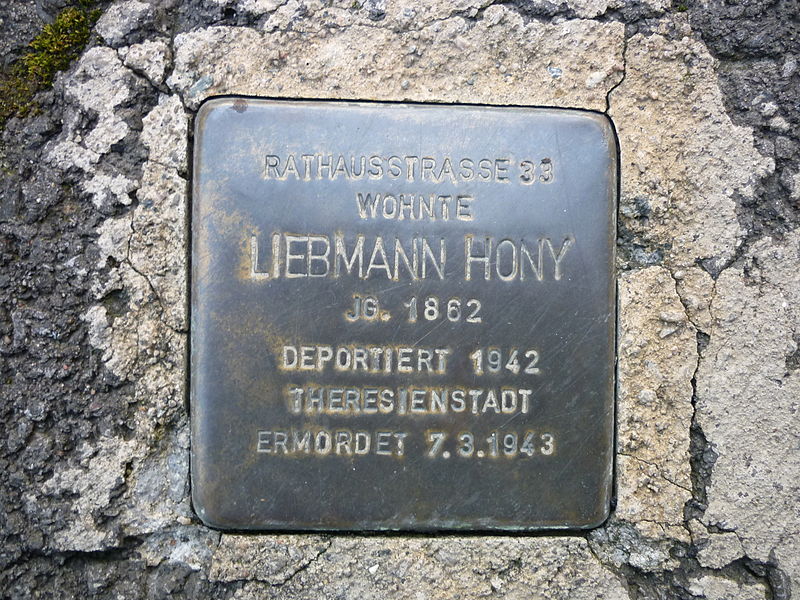 RATHAUSSTRASSE 33
WOHNTE
LIEBMANN HONY
JG. 1862
DEPORTIERT 1942
THERESIENSTADT
ERMORDET 7.3.1943